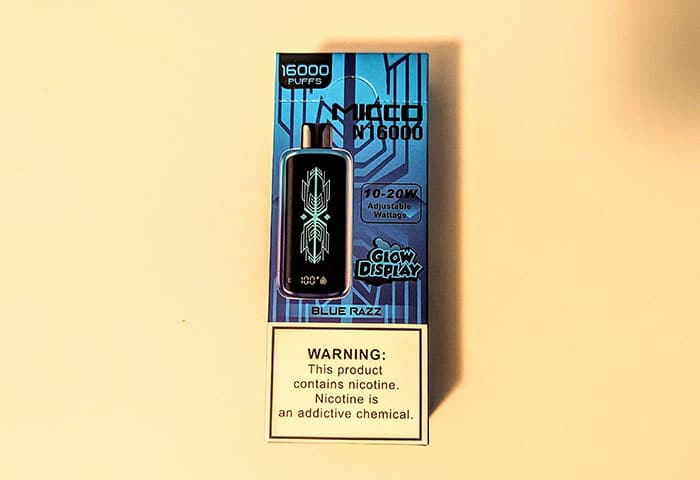 16000
PUFFS
MICCO
N16000
10-20W
Adjustable
Wattage
GLOW
DISPLAY
100
BLUE RAZZ
WARNING:
This product
contains nicotine.
Nicotine is
an addictive chemical.